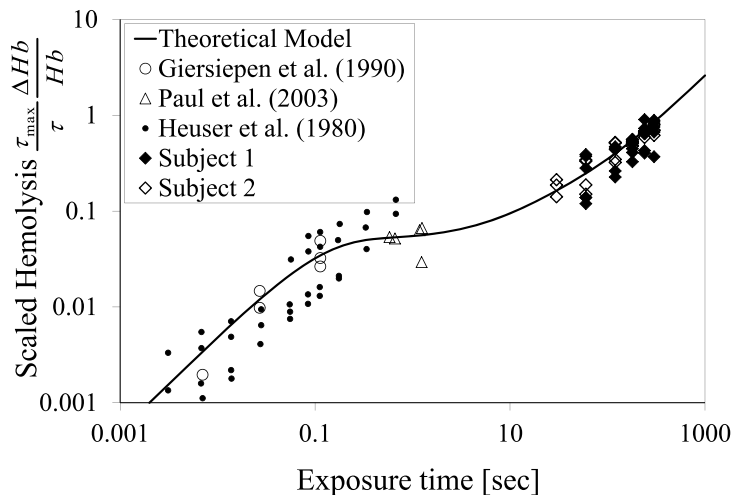 10
1
0.1
0.01
0.001
Scaled Hemolysis τmax/τ ΔHb/Hb
Theoretical Model
Giersiepen et al. (1990)
Paul et al. (2003)
Heuser et al. (1980)
Subject 1
Subject 2
0.001 0.1 10 1000
Exposure time [sec]